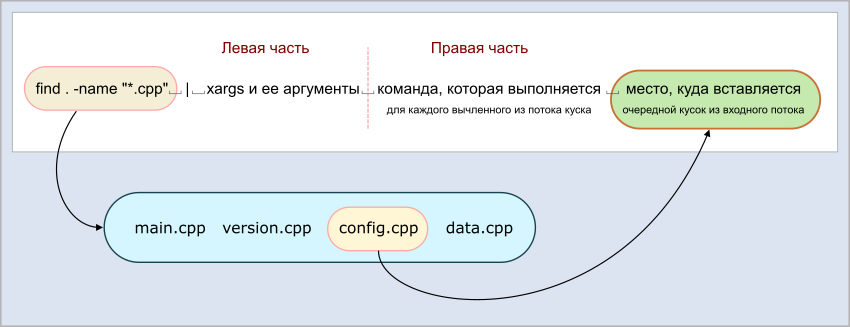 Левая часть Правая часть
find . -name "*.cpp" | xargs и ее аргументы команда, которая выполняется место, куда вставляется
для каждого вычленного из потока куска очередной кусок из входного потока
main.cpp version.cpp config.cpp data.cpp